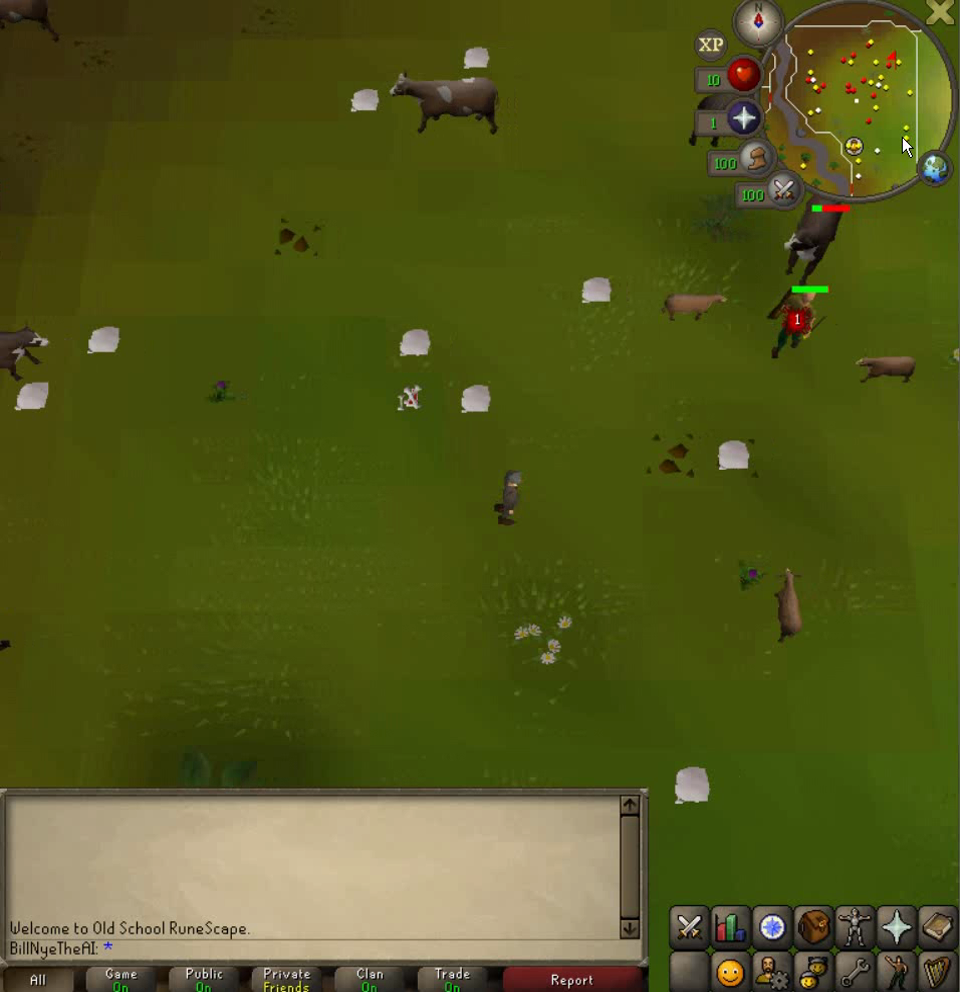 N
XP
10
1
100
100
1
Welcome to Old School RuneScape.
BillNyeTheAI: *
All
Game
On
Public
On
Private
Friends
Clan
On
Trade
On
Report